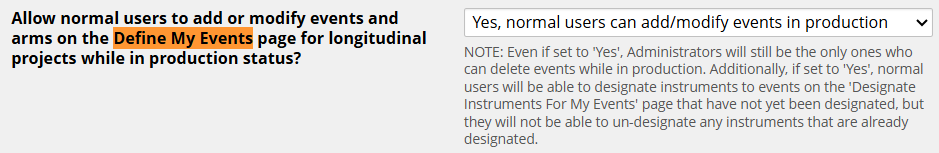 Allow normal users to add or modify events and
arms on the Define My Events page for longitudinal
projects while in production status?
Yes, normal users can add/modify events in production
NOTE: Even if set to 'Yes', Administrators will still be the only ones who
can delete events while in production. Additionally, if set to 'Yes', normal
users will be able to designate instruments to events on the 'Designate
Instruments For My Events' page that have not yet been designated, but
they will not be able to un-designate any instruments that are already
designated.